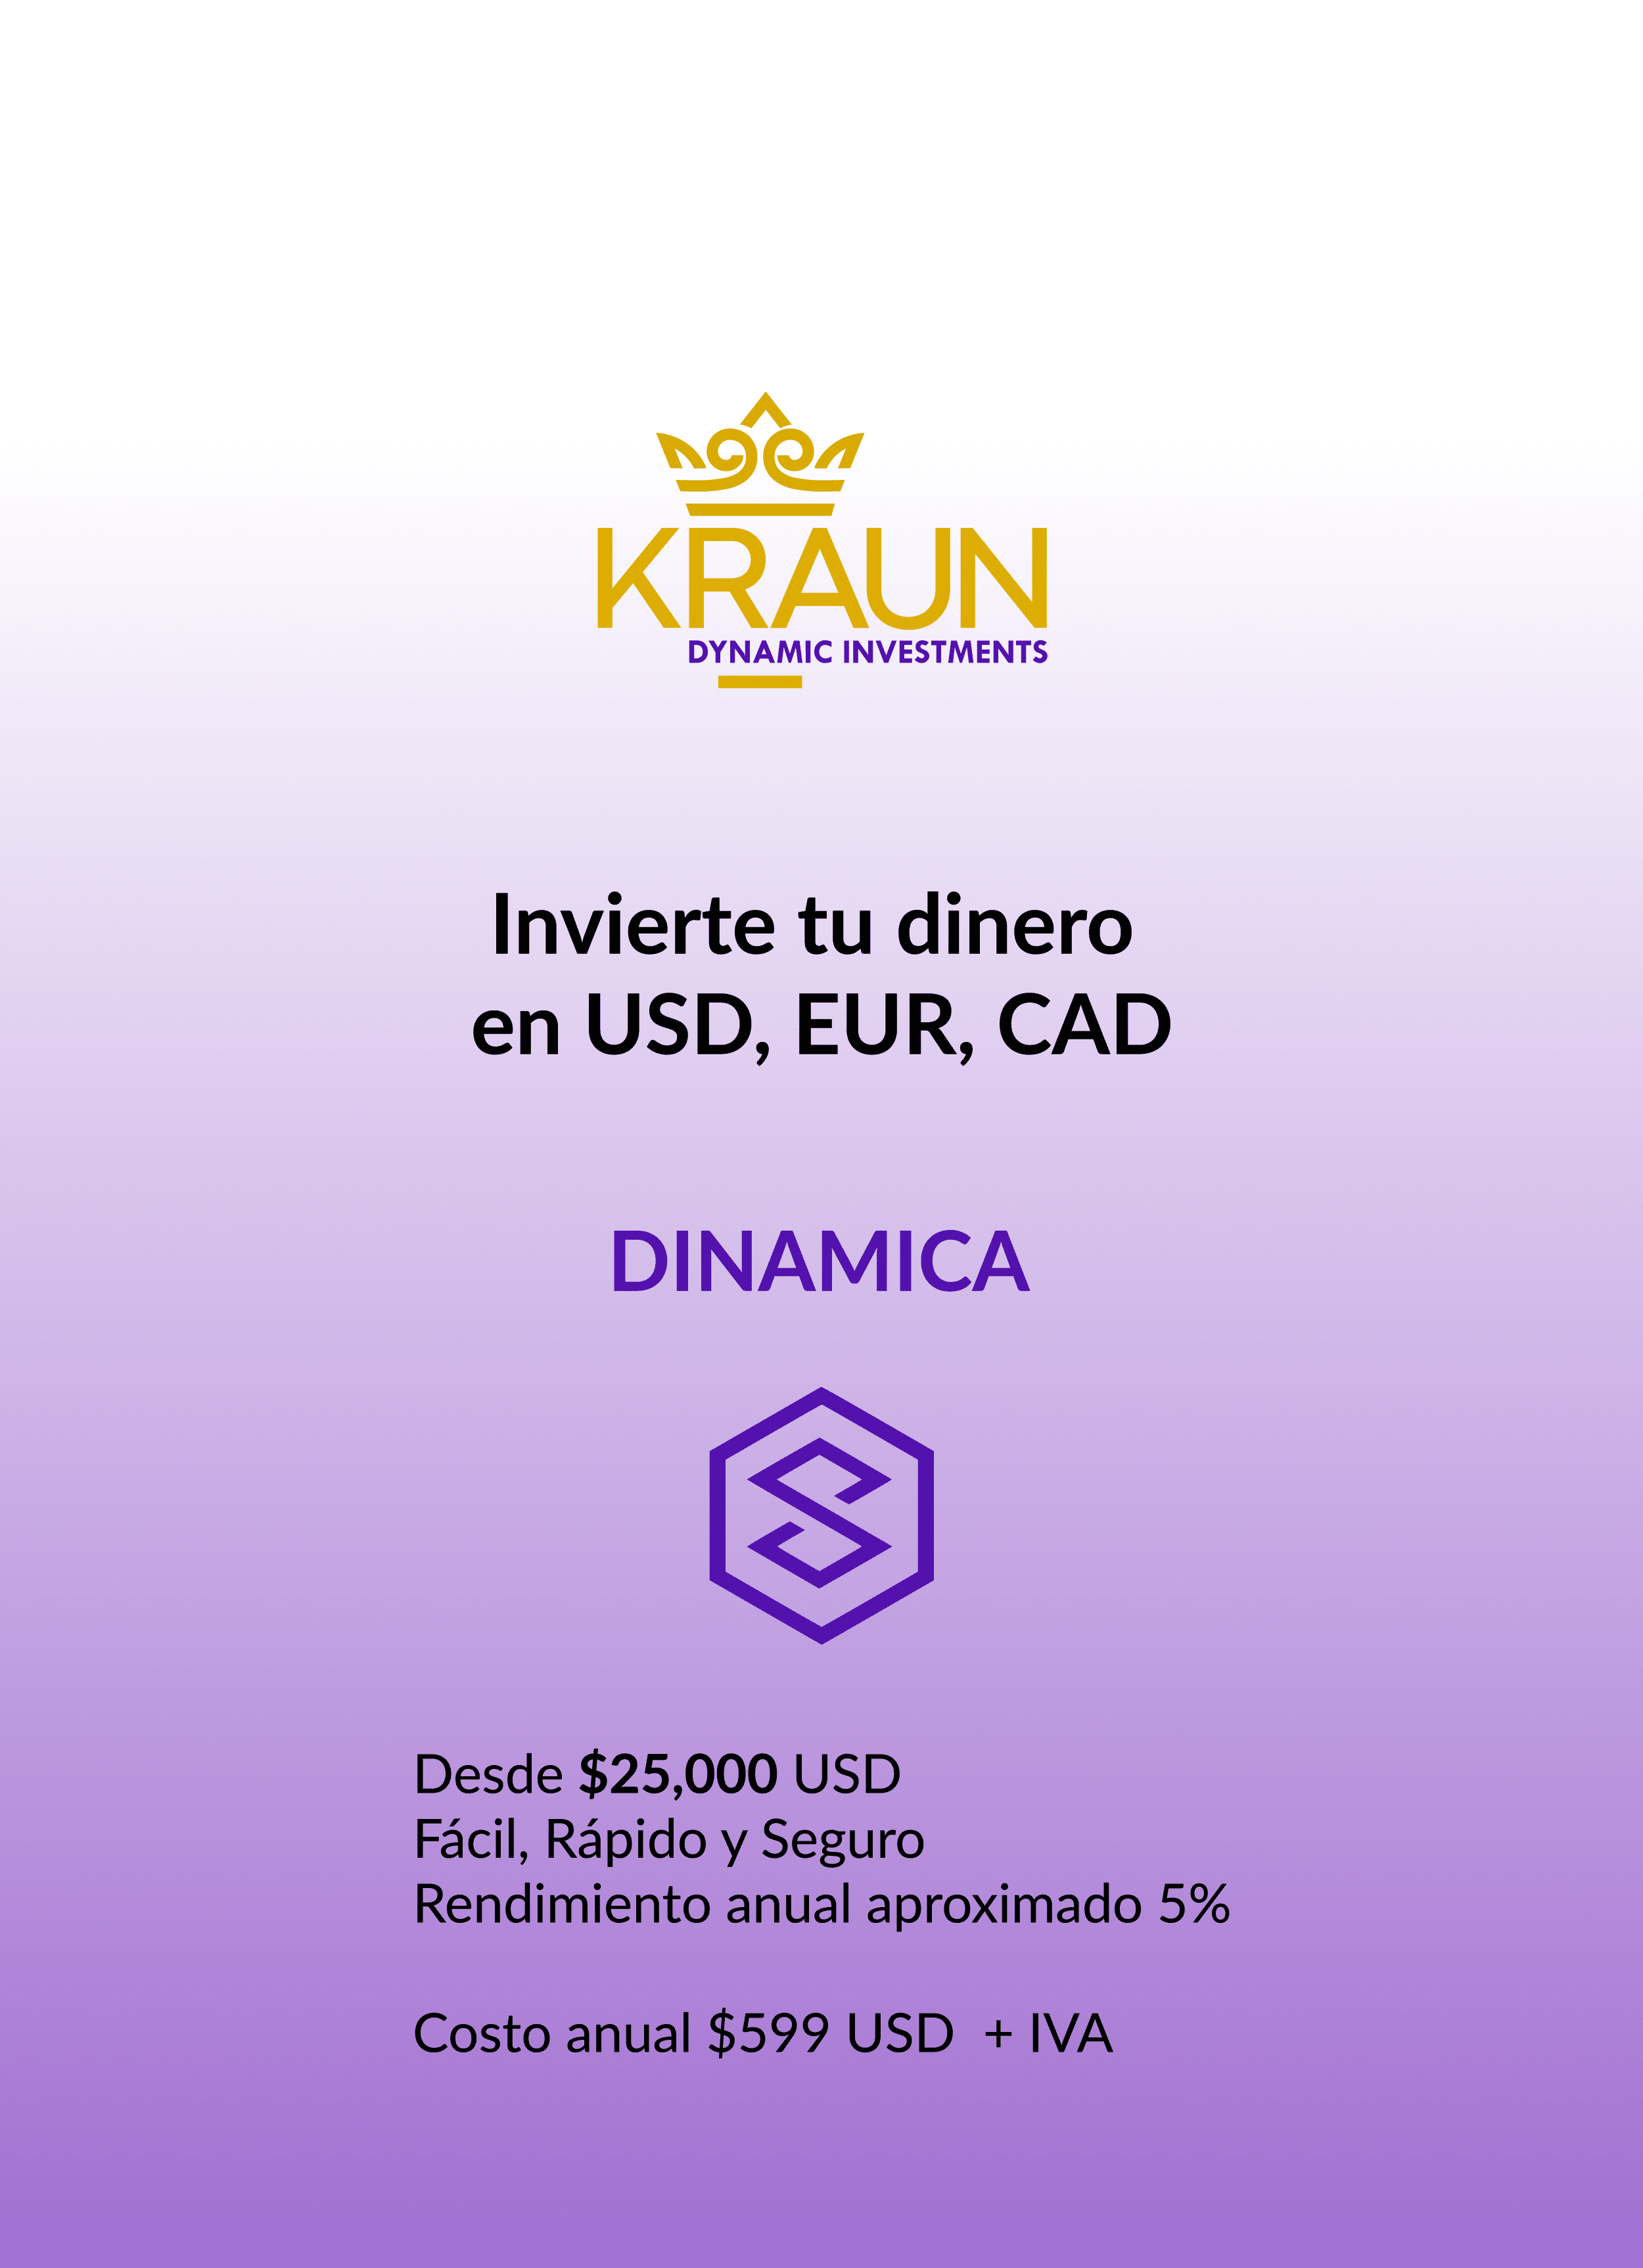 KRAUN
DYNAMIC INVESTMENTS
Invierte tu dinero
en USD, EUR, CAD
DINAMICA
Desde $25,000 USD
Fácil, Rápido y Seguro
Rendimiento anual aproximado 5%
Costo anual $599 USD + IVA